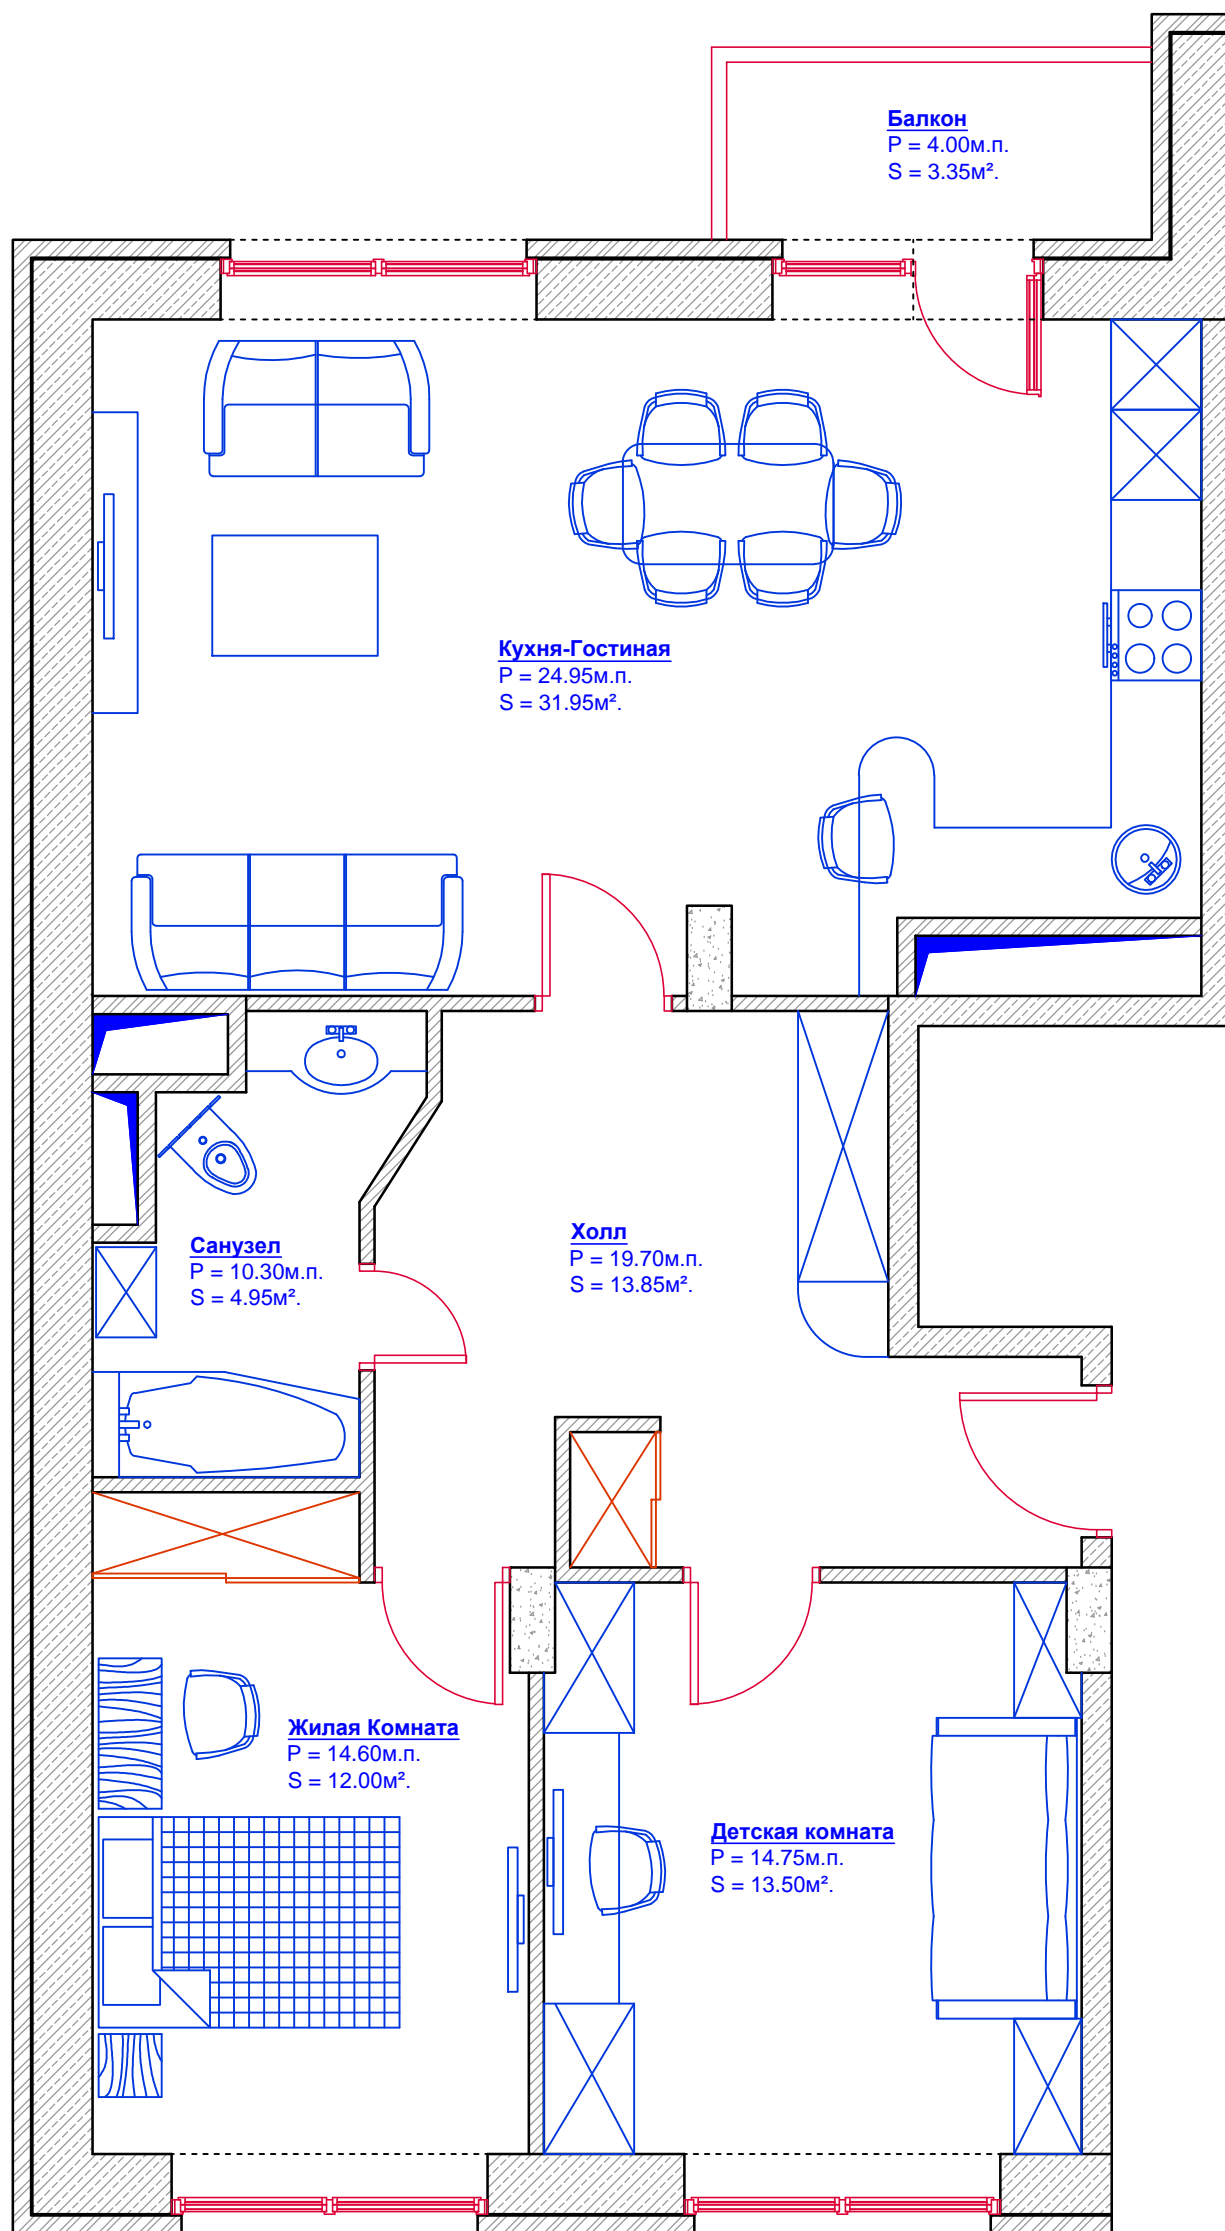 Балкон
P = 4.00м.п.
S = 3.35м².
Кухня-Гостиная
P = 24.95м.п.
S = 31.95м².
Санузел
P = 10.30м.п.
S = 4.95м².
Холл
P = 19.70м.п.
S = 13.85м².
Жилая Комната
P = 14.60м.п.
S = 12.00м².
Детская комната
P = 14.75м.п.
S = 13.50м².